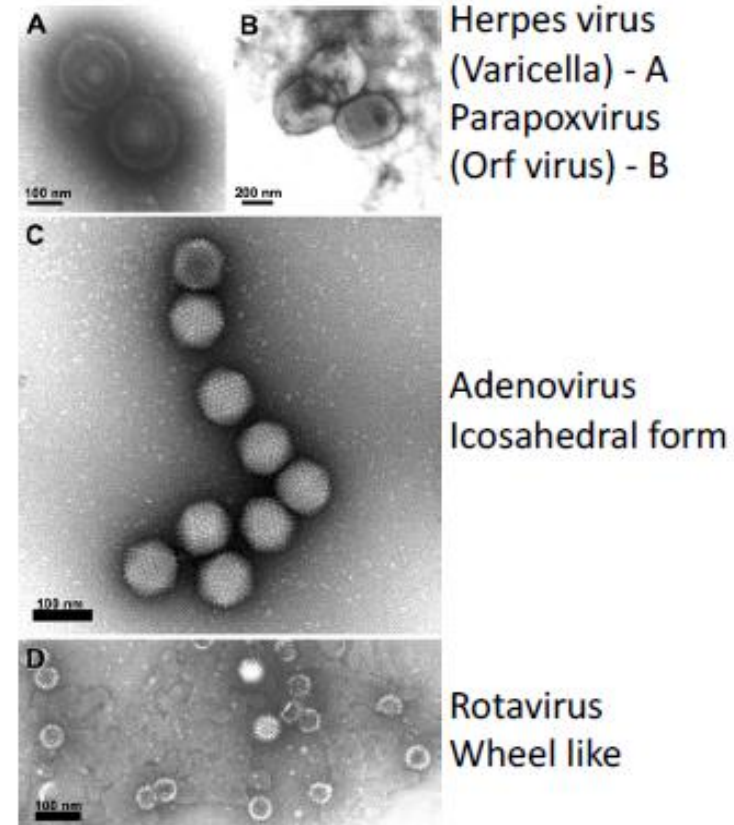 A
B
Herpes virus
(Varicella) - A
Parapoxvirus
(Orf virus) - B
100 nm
200 nm
C
Adenovirus
Icosahedral form
100 nm
D
Rotavirus
Wheel like
100 nm